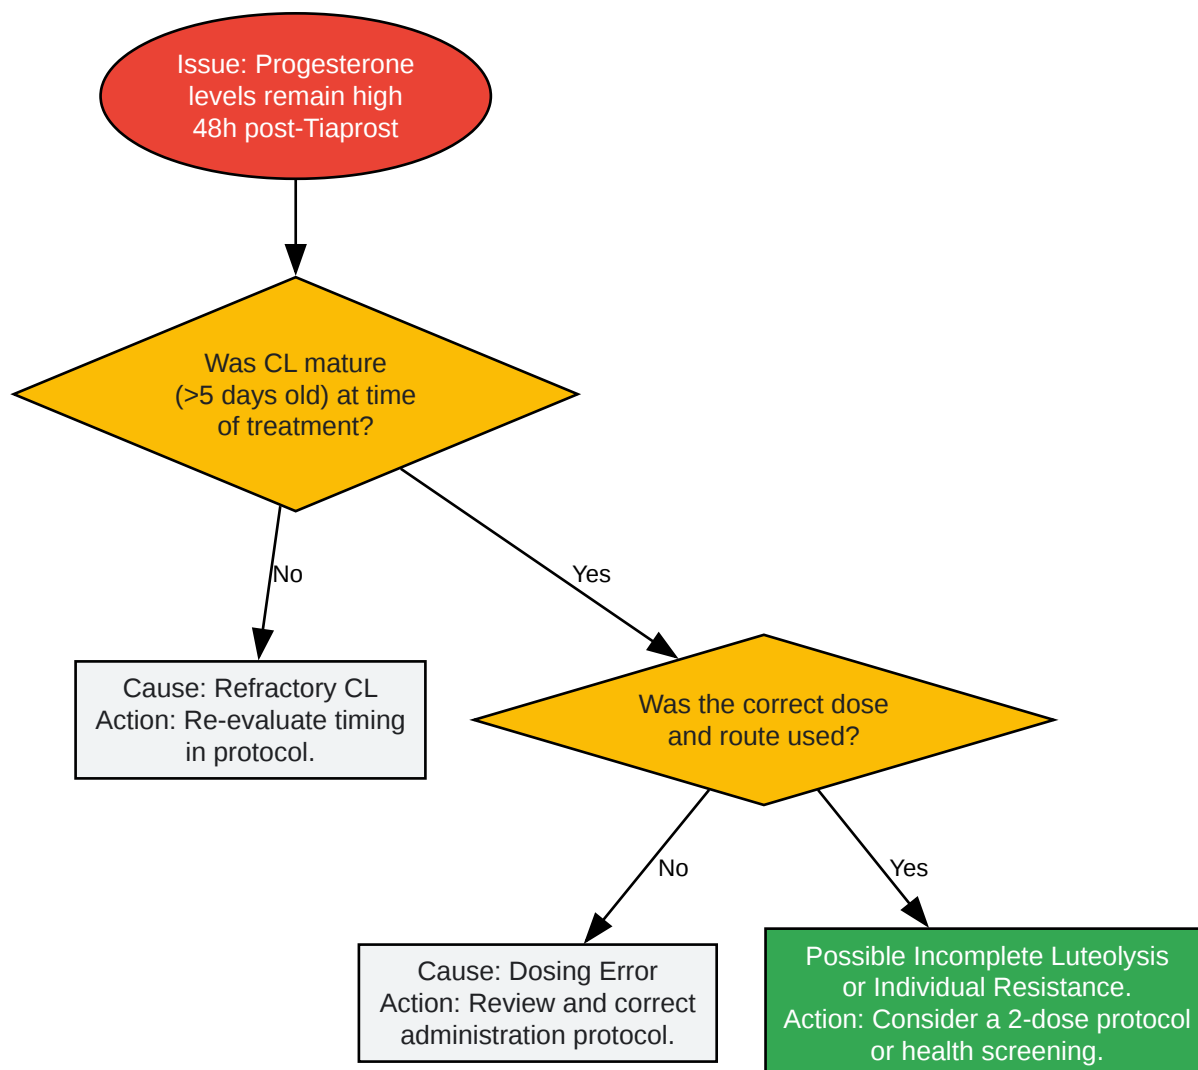 Issue: Progesterone
levels remain high
48h post-Tiaprost
Was CL mature
(>5 days old) at time
of treatment?
No
Yes
Cause: Refractory CL
Action: Re-evaluate timing
in protocol.
Was the correct dose
and route used?
No
Yes
Cause: Dosing Error
Action: Review and correct
administration protocol.
Possible Incomplete Luteolysis
or Individual Resistance.
Action: Consider a 2-dose protocol
or health screening.